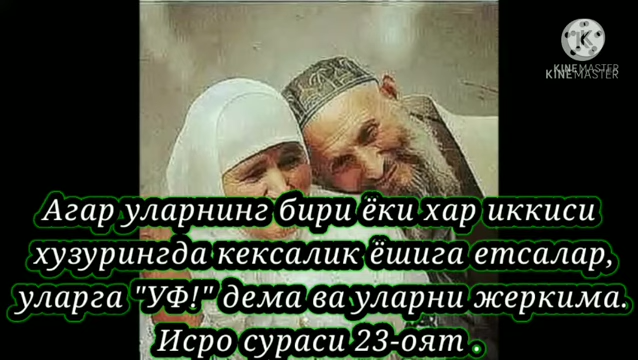 K
KINEMASTER
KINEMASTER
Агар уларнинг бири ёки хар иккиси
хузурингда кексалик ёшига етсалар,
уларга "УФ!" дема ва уларни жеркима.
Исро сураси 23-оят .